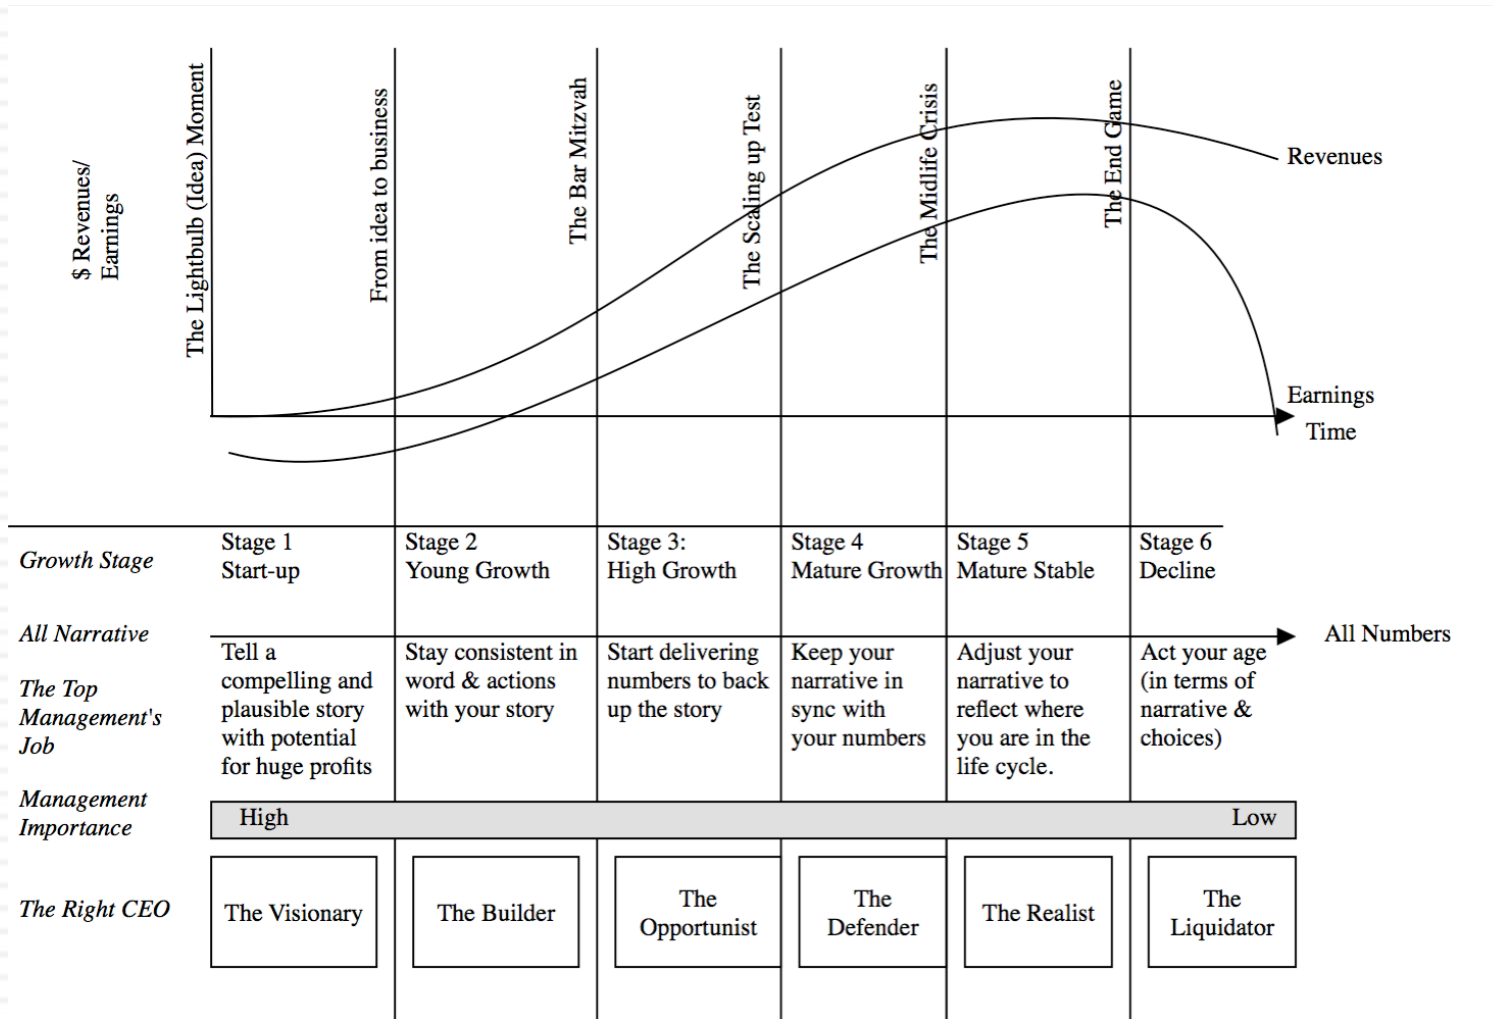 $ Revenues/
Earnings
The Lightbulb (Idea) Moment
From idea to business
The Bar Mitzvah
The Scaling up Test
The Midlife Crisis
The End Game
Revenues
Earnings
Time
Growth Stage
Stage 1
Start-up
Stage 2
Young Growth
Stage 3:
High Growth
Stage 4
Mature Growth
Stage 5
Mature Stable
Stage 6
Decline
All Narrative
All Numbers
The Top
Management's
Job
Tell a
compelling and
plausible story
with potential
for huge profits
Stay consistent in
word & actions
with your story
Start delivering
numbers to back
up the story
Keep your
narrative in
sync with
your numbers
Adjust your
narrative to
reflect where
you are in the
life cycle.
Act your age
(in terms of
narrative &
choices)
Management
Importance
High
Low
The Right CEO
The Visionary
The Builder
The
Opportunist
The
Defender
The Realist
The
Liquidator